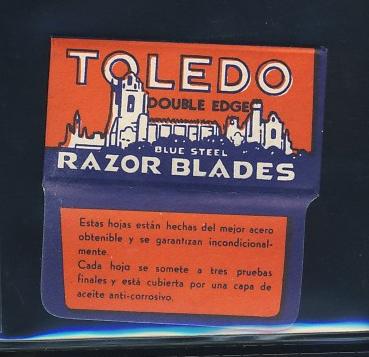 TOLEDO
DOUBLE EDGE
BLUE STEEL
RAZOR BLADES
Estas hojas están hechas del mejor acero
obtenible y se garantizan incondicional-
mente.
Cada hoja se somete a tres pruebas
finales y está cubierta por una capa de
aceite anti-corrosivo.